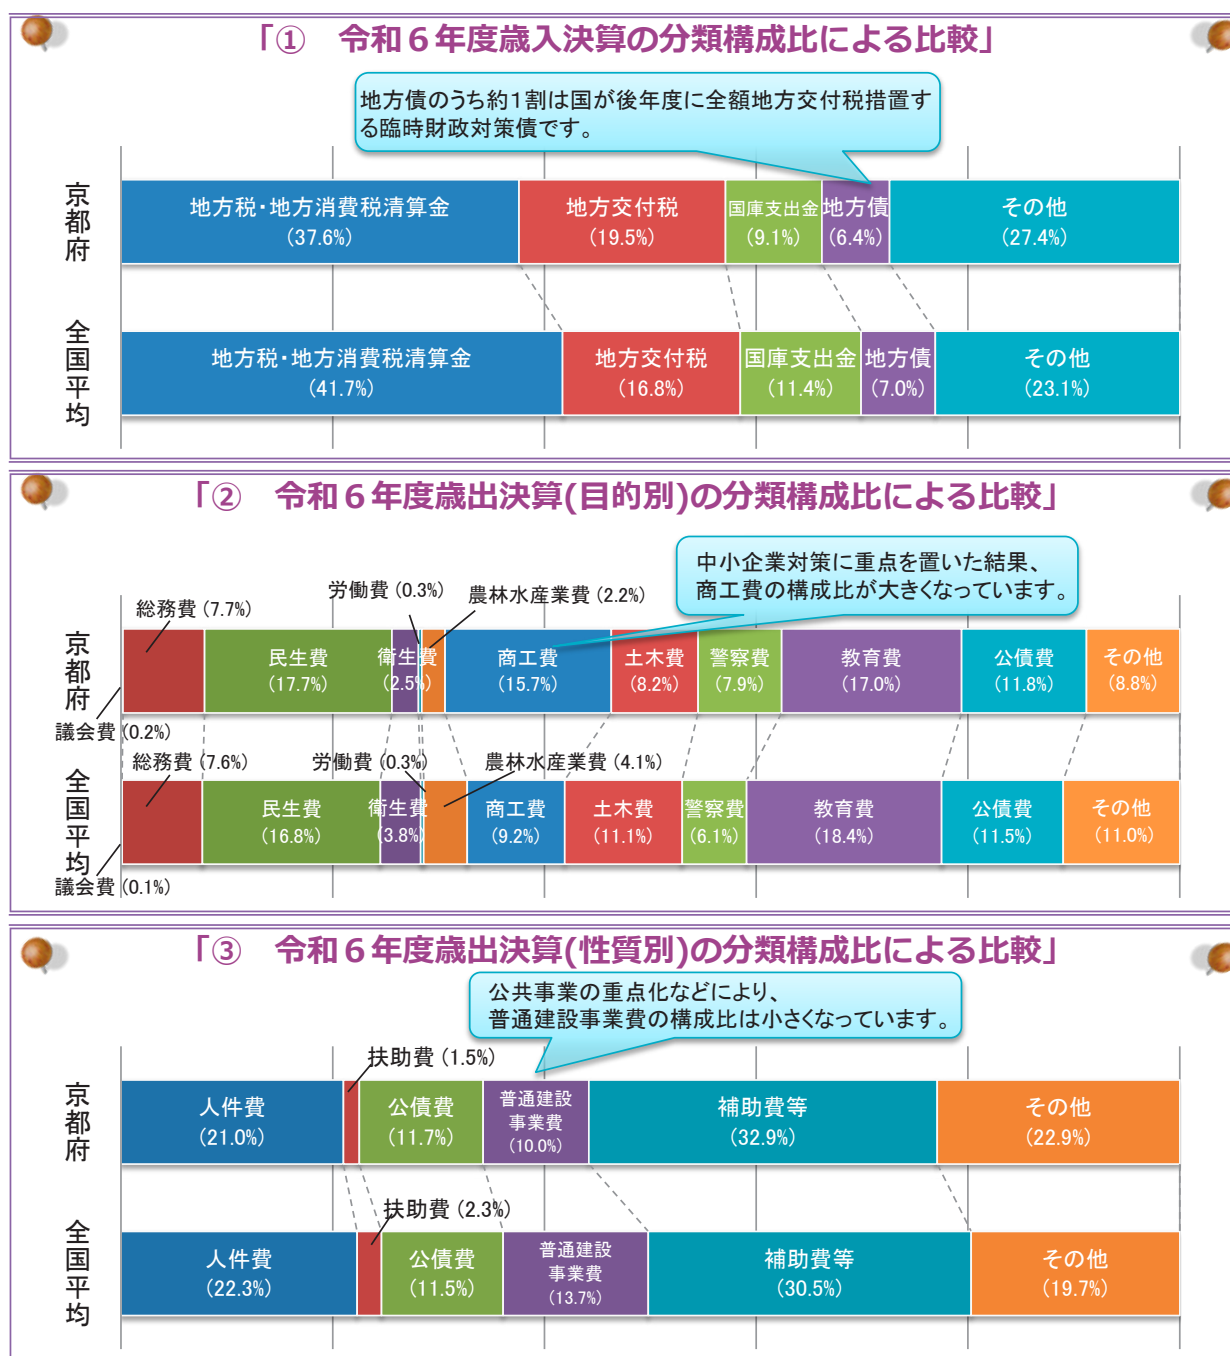 「①　令和６年度歳入決算の分類構成比による比較」
地方債のうち約１割は国が後年度に全額地方交付税措置す
る臨時財政対策債です。
京都府
地方税・地方消費税清算金
(37.6%)
地方交付税
(19.5%)
国庫支出金
(9.1%)
地方債
(6.4%)
その他
(27.4%)
全国平均
地方税・地方消費税清算金
(41.7%)
地方交付税
(16.8%)
国庫支出金
(11.4%)
地方債
(7.0%)
その他
(23.1%)
「②　令和６年度歳出決算(目的別)の分類構成比による比較」
中小企業対策に重点を置いた結果、
商工費の構成比が大きくなっています。
京都府
議会費 (0.2%)
総務費 (7.7%)
民生費
(17.7%)
衛生費
(2.5%)
労働費 (0.3%)
農林水産業費 (2.2%)
商工費
(15.7%)
土木費
(8.2%)
警察費
(7.9%)
教育費
(17.0%)
公債費
(11.8%)
その他
(8.8%)
全国平均
議会費 (0.1%)
総務費 (7.6%)
民生費
(16.8%)
衛生費
(3.8%)
労働費 (0.3%)
農林水産業費 (4.1%)
商工費
(9.2%)
土木費
(11.1%)
警察費
(6.1%)
教育費
(18.4%)
公債費
(11.5%)
その他
(11.0%)
「③　令和６年度歳出決算(性質別)の分類構成比による比較」
公共事業の重点化などにより、
普通建設事業費の構成比は小さくなっています。
京都府
人件費
(21.0%)
扶助費 (1.5%)
公債費
(11.7%)
普通建設
事業費
(10.0%)
補助費等
(32.9%)
その他
(22.9%)
全国平均
人件費
(22.3%)
扶助費 (2.3%)
公債費
(11.5%)
普通建設
事業費
(13.7%)
補助費等
(30.5%)
その他
(19.7%)